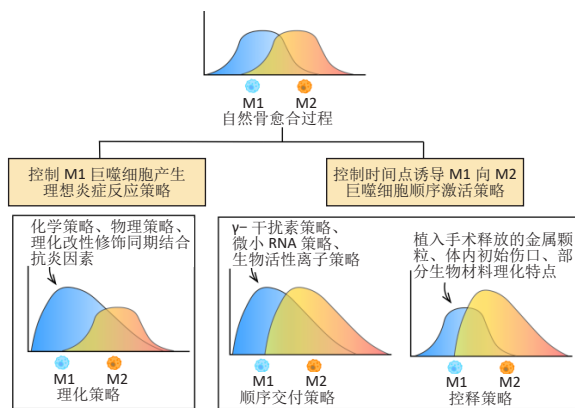 M1 M2
自然骨愈合过程
控制 M1 巨噬细胞产生
理想炎症反应策略
控制时间点诱导 M1 向 M2
巨噬细胞顺序激活策略
化学策略、物理策略、
理化改性修饰同期结合
抗炎因素
M1 M2
理化策略
γ− 干扰素策略、
微小 RNA 策略、
生物活性离子策略
M1 M2
顺序交付策略
植入手术释放的金属颗
粒、体内初始伤口、部
分生物材料理化特点
M1 M2
控释策略